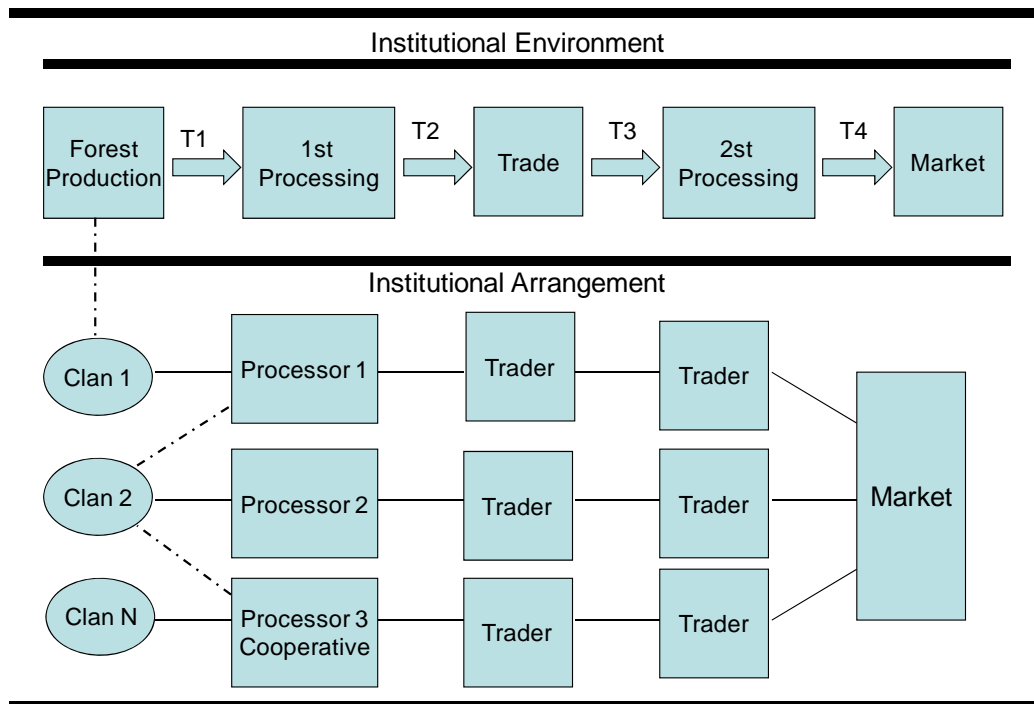 Institutional Environment
T1
T2
T3
T4
Forest
Production
1st
Processing
Trade
2st
Processing
Market
Institutional Arrangement
Clan 1
Processor 1
Trader
Trader
Clan 2
Processor 2
Trader
Trader
Market
Clan N
Processor 3
Cooperative
Trader
Trader